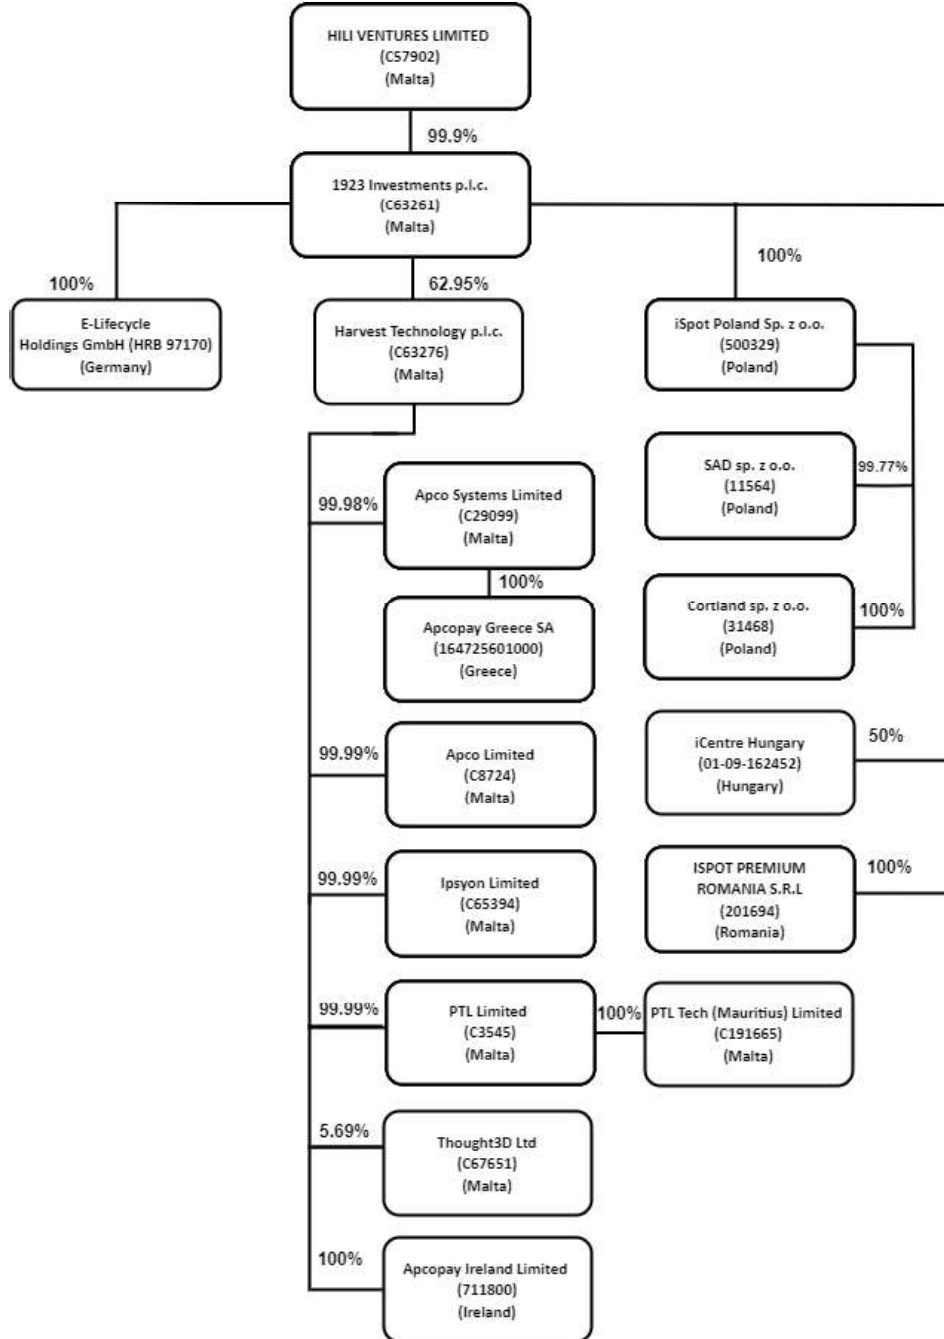 HILI VENTURES LIMITED
(C57902)
(Malta)
99.9%
1923 Investments p.l.c.
(C63261)
(Malta)
100%
62.95%
100%
E-Lifecycle
Holdings GmbH (HRB 97170)
(Germany)
Harvest Technology p.l.c.
(C63276)
(Malta)
iSpot Poland Sp. z o.o.
(500329)
(Poland)
99.98%
Apco Systems Limited
(C29099)
(Malta)
SAD sp. z o.o.
(11564)
(Poland)
99.77%
100%
Apcopay Greece SA
(164725601000)
(Greece)
Cortland sp. z o.o.
(31468)
(Poland)
100%
99.99%
Apco Limited
(C8724)
(Malta)
iCentre Hungary
(01-09-162452)
(Hungary)
50%
99.99%
Ipsyon Limited
(C65394)
(Malta)
ISPOT PREMIUM
ROMANIA S.R.L
(201694)
(Romania)
100%
99.99%
PTL Limited
(C3545)
(Malta)
100%
PTL Tech (Mauritius) Limited
(C191665)
(Malta)
5.69%
Thought3D Ltd
(C67651)
(Malta)
100%
Apcopay Ireland Limited
(711800)
(Ireland)